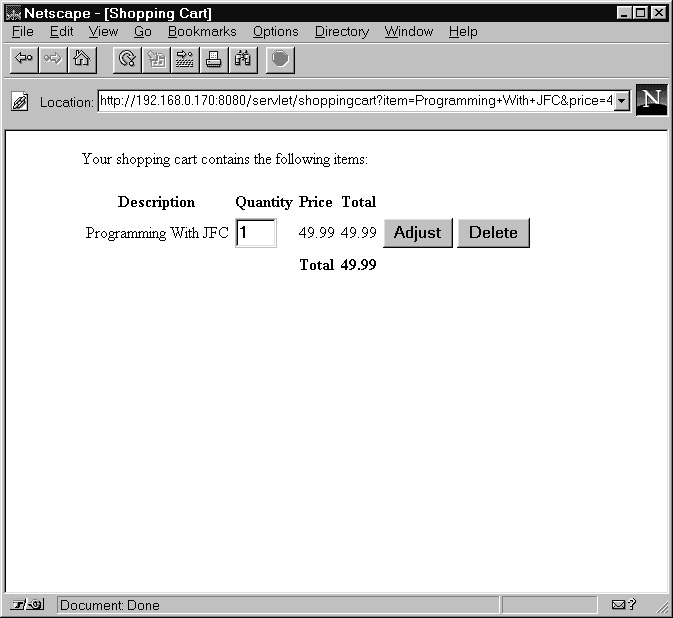 Netscape - [Shopping Cart]
File Edit View Go Bookmarks Options Directory Window Help
Location: http://192.168.0.170:8080/servlet/shoppingcart?item=Programming+With+JFC&price=4
N
Your shopping cart contains the following items:
Description Quantity Price Total
Programming With JFC 1 49.99 49.99 Adjust Delete
Total 49.99
Document: Done
?